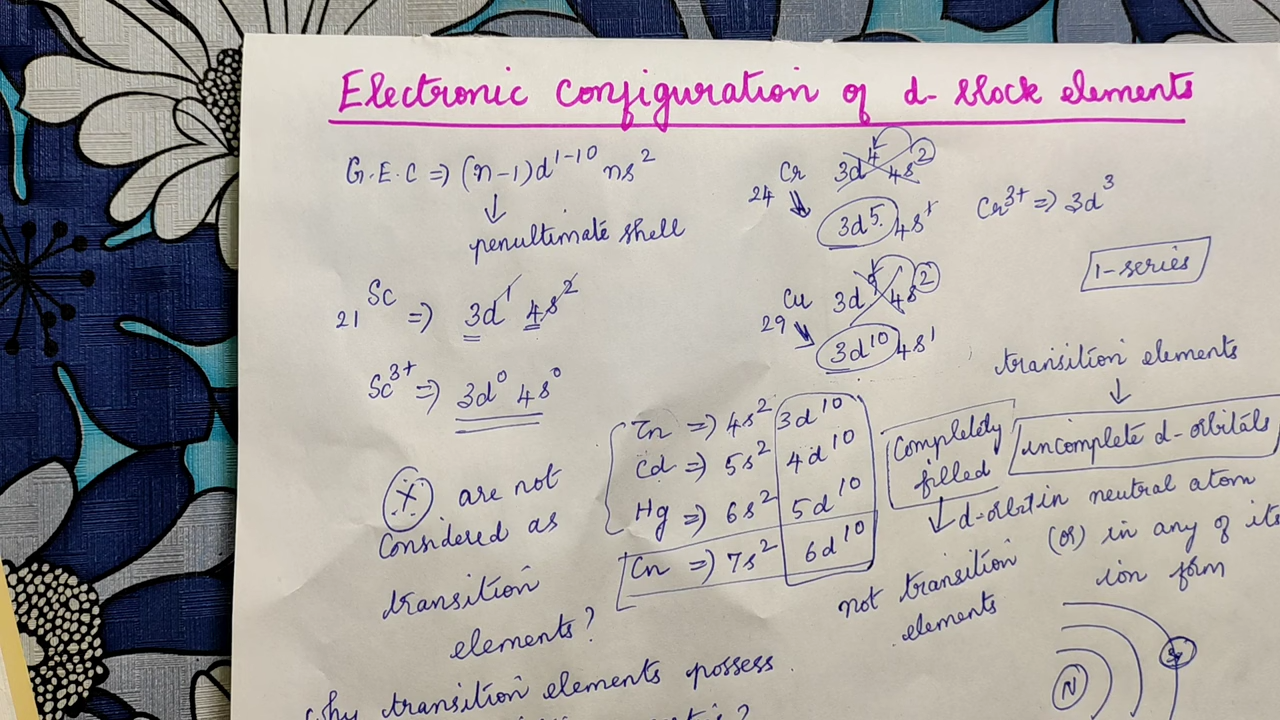 Electronic configuration of d- block elements
G.E.C ⇒ (n-1)d¹⁻¹⁰ ns²
↓
penultimate shell
₂₁Sc ⇒ 3d¹ 4s²
Sc³⁺ ⇒ 3d⁰ 4s⁰
Cr 3d⁴ 4s²
24
3d⁵ 4s¹
Cr³⁺ ⇒ 3d³
1-series
Cu 3d⁹ 4s²
29
3d¹⁰ 4s¹
Zn ⇒ 4s² 3d¹⁰
Cd ⇒ 5s² 4d¹⁰
Hg ⇒ 6s² 5d¹⁰
Cn ⇒ 7s² 6d¹⁰
are not
considered as
transition
elements?
transition elements
↓
incomplete d-orbitals
in neutral atom
(or) in any of its
ion form
Completely
filled
↓ d-orbt
not transition
elements
N
Why transition elements possess